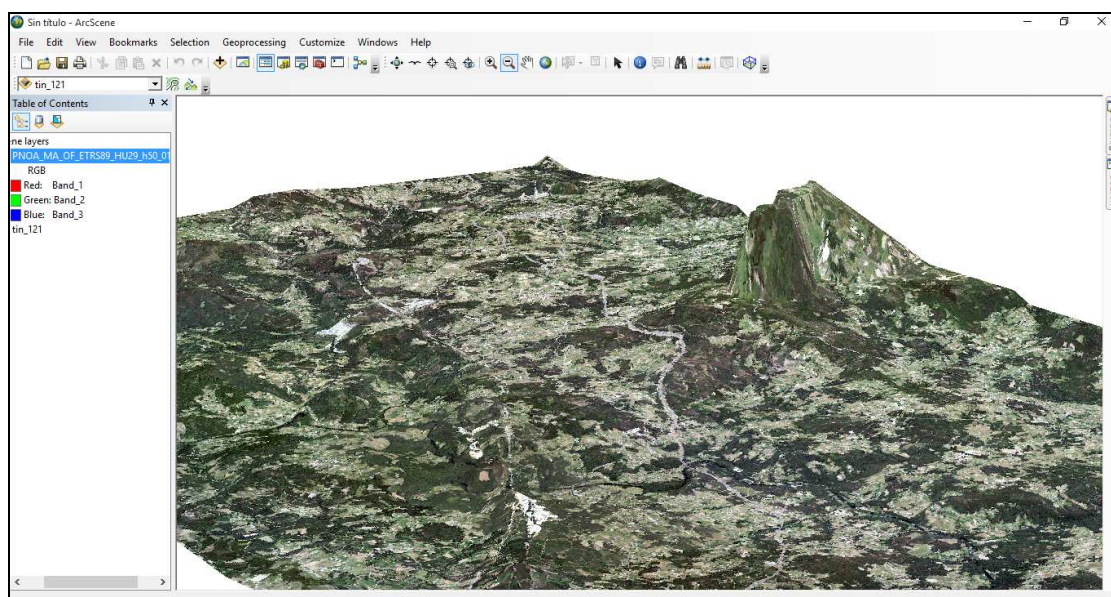 Sin título - ArcScene
File Edit View Bookmarks Selection Geoprocessing Customize Windows Help
tin_121
Table of Contents
ne layers
PNOA_MA_OF_ETRS89_HU29_h50_01
RGB
Red: Band_1
Green: Band_2
Blue: Band_3
tin_121